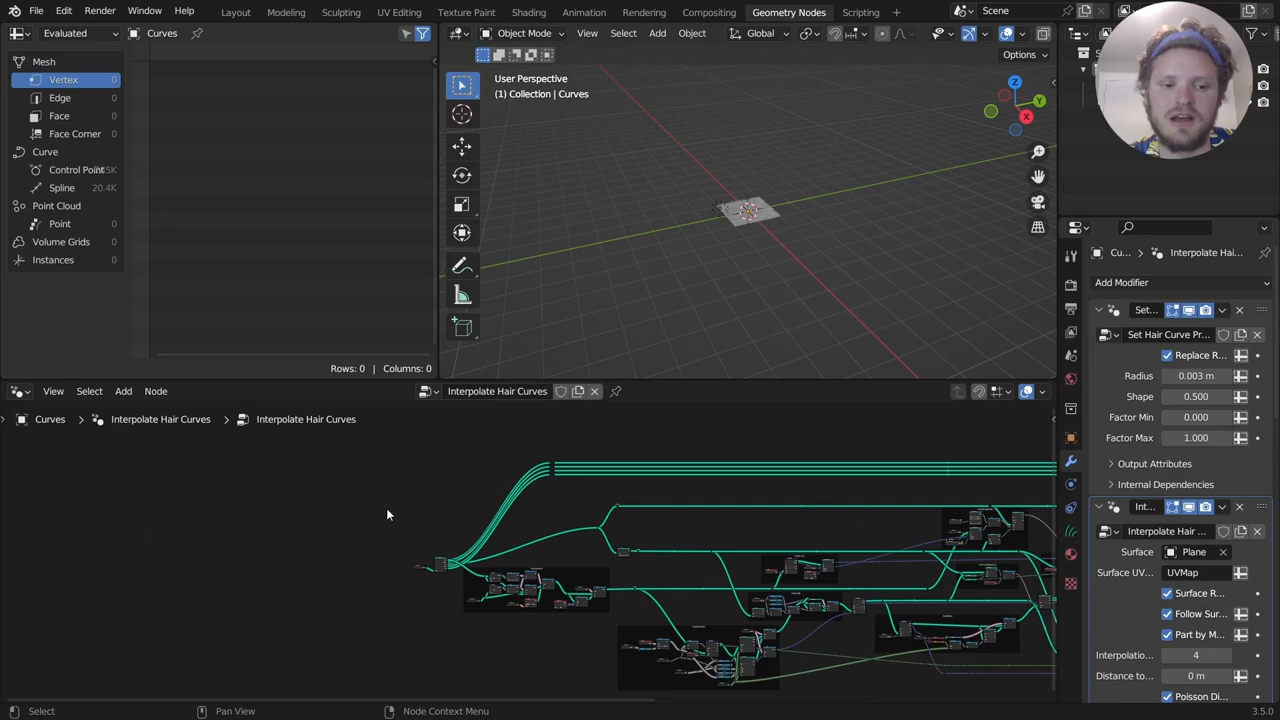 File Edit Render Window Help Layout Modeling Sculpting UV Editing Texture Paint Shading Animation Rendering Compositing Geometry Nodes Scripting Scene
Evaluated Curves
Object Mode View Select Add Object Global
Options
Mesh
Vertex 0
Edge 0
Face 0
Face Corner 0
Curve
Control Point
Spline 20.4K
Point Cloud
Point 0
Volume Grids
Instances 0
Rows: 0 | Columns: 0
User Perspective
(1) Collection | Curves
Z
Y
X
Cu... Interpolate Hai...
Add Modifier
Set...
Set Hair Curve Pr...
Replace R...
Radius 0.003 m
Shape 0.500
Factor Min 0.000
Factor Max 1.000
Output Attributes
Internal Dependencies
Int...
Interpolate Hair ...
Surface Plane
Surface UV... UVMap
Surface R...
Follow Sur...
Part by M...
Interpolatio... 4
Distance to... 0 m
Poisson Di...
View Select Add Node Interpolate Hair Curves
Curves Interpolate Hair Curves Interpolate Hair Curves
Select Pan View Node Context Menu 3.5.0